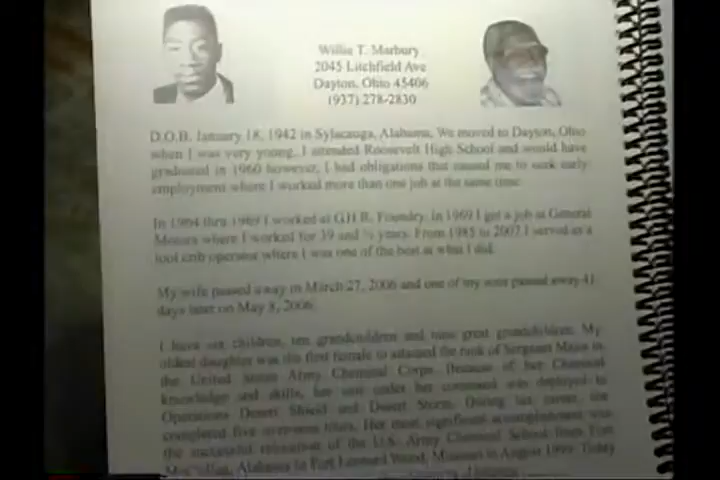 Willie T. Marbury
2045 Litchfield Ave
Dayton, Ohio 45406
(937) 278-2830
D.O.B. January 18, 1942 in Sylacauga, Alabama. We moved to Dayton, Ohio
when I was very young. I attended Roosevelt High School and would have
graduated in 1960 however, I had obligations that caused me to seek early
employment where I worked more than one job at the same time.
In 1964 thru 1969 I worked at G.H.R. Foundry. In 1969 I got a job at General
Motors where I worked for 39 and ½ years. From 1985 to 2007 I served as a
tool crib operator where I was one of the best at what I did.
My wife passed away in March 27, 2006 and one of my sons passed away 41
days later on May 8, 2006.
I have six children, ten grandchildren and nine great grandchildren. My
oldest daughter was the first female to attained the rank of Sergeant Major in
the United States Army Chemical Corps. Because of her Chemical
knowledge and skills, her unit under her command was deployed to
Operations Desert Shield and Desert Storm. During her career, she
completed five overseas tours. Her most significant accomplishment was
the successful relocation of the U.S. Army Chemical School from Fort
McClellan, Alabama to Fort Leonard Wood, Missouri in August 1999. Today